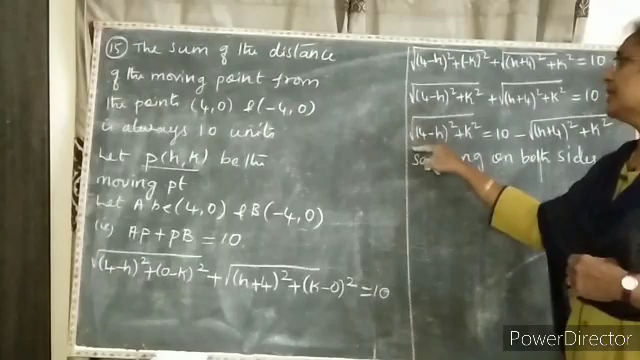 15 The sum of the distance
of the moving point from
the points (4,0) & (-4,0)
is always 10 units
Let p(h,k) be the
moving pt
Let A be (4,0) & B(-4,0)
(ie) AP+PB = 10.
√(4-h)²+(0-k)² + √(h+4)²+(k-0)² = 10
√(4-h)²+(-k)² + √(h+4)²+k² = 10
√(4-h)²+k² + √(h+4)²+k² = 10
√(4-h)²+k² = 10 - √(h+4)²+k²
on both sides
PowerDirector